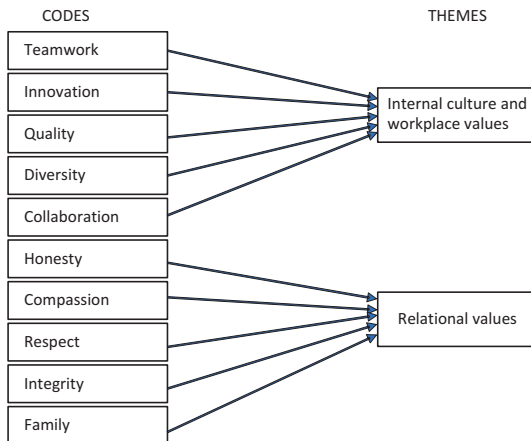 CODES
THEMES
Teamwork
Innovation
Quality
Diversity
Collaboration
Honesty
Compassion
Respect
Integrity
Family
Internal culture and
workplace values
Relational values